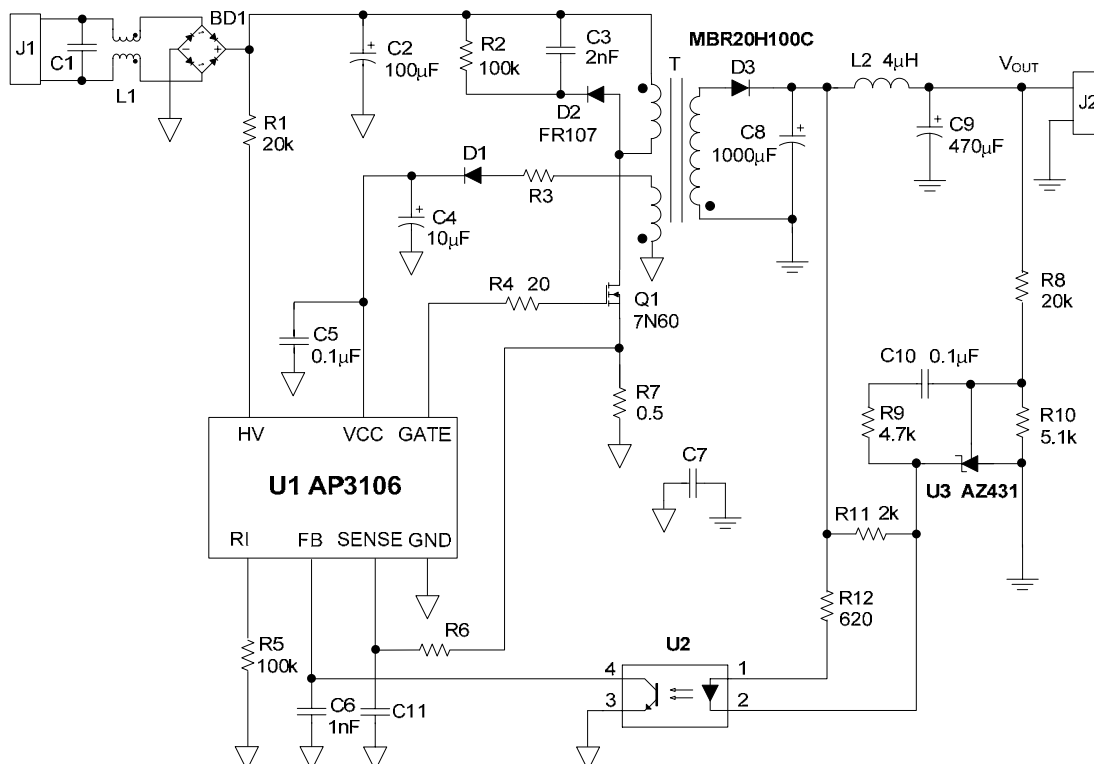 J1
C1
L1
BD1
C2
100μF
R2
100k
C3
2nF
D2
FR107
T
MBR20H100C
D3
L2 4μH
VOUT
J2
C8
1000μF
C9
470μF
R1
20k
D1
R3
C4
10μF
R4 20
Q1
7N60
C5
0.1μF
R7
0.5
R8
20k
C10 0.1μF
R9
4.7k
R10
5.1k
U3 AZ431
HV VCC GATE
U1 AP3106
RI FB SENSE GND
C7
R11 2k
R12
620
R5
100k
R6
C6
1nF
C11
U2
4
3
1
2